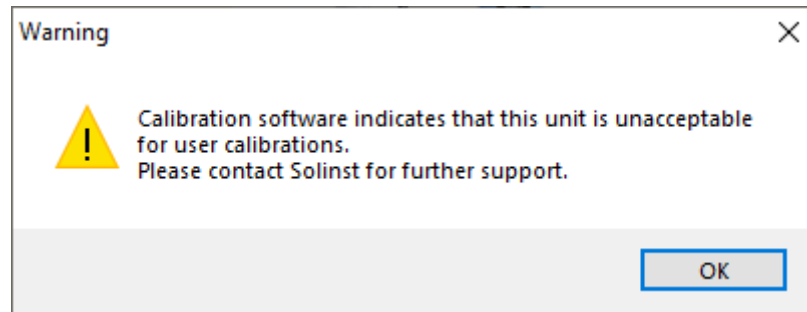 Warning
Calibration software indicates that this unit is unacceptable
for user calibrations.
Please contact Solinst for further support.
OK